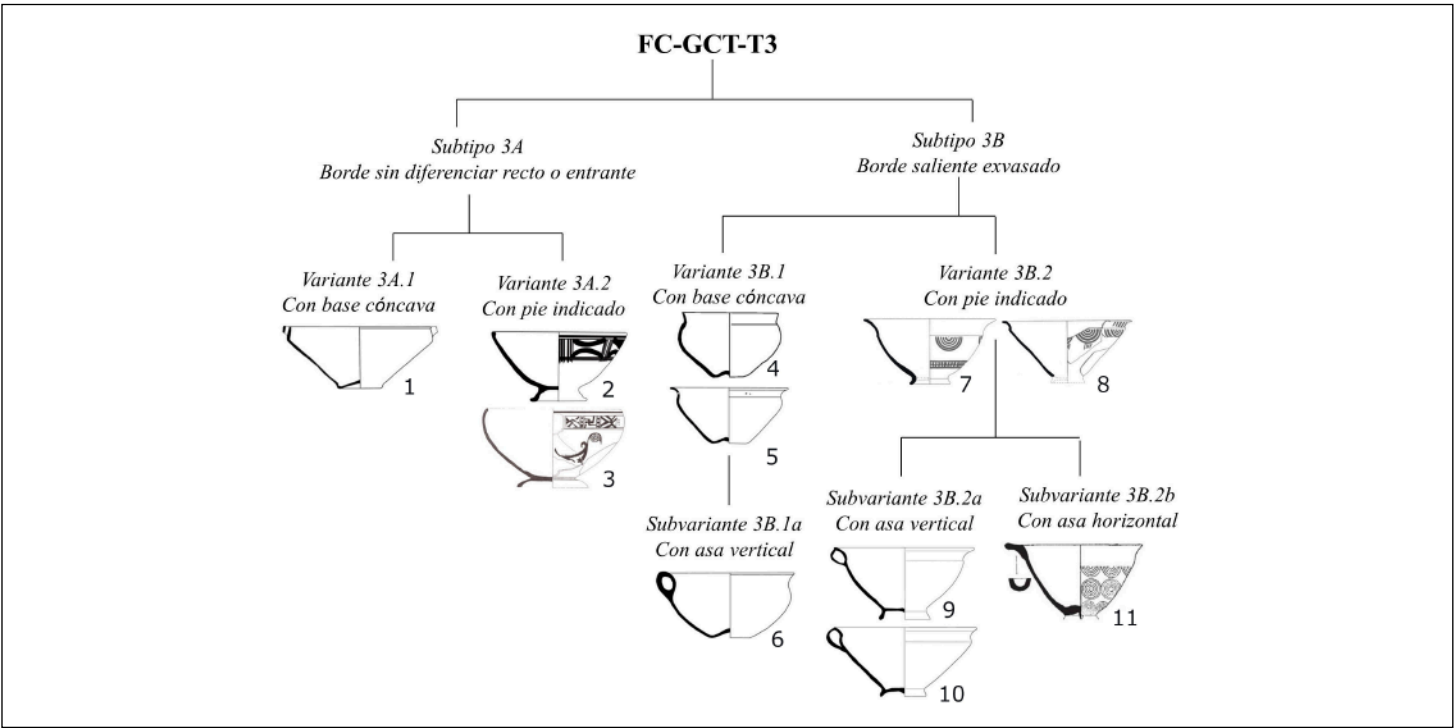 FC-GCT-T3
Subtipo 3A
Borde sin diferenciar recto o entrante
Subtipo 3B
Borde saliente exvasado
Variante 3A.1
Con base cóncava
Variante 3A.2
Con pie indicado
Variante 3B.1
Con base cóncava
Variante 3B.2
Con pie indicado
1
2
3
4
5
7
8
Subvariante 3B.1a
Con asa vertical
6
Subvariante 3B.2a
Con asa vertical
9
10
Subvariante 3B.2b
Con asa horizontal
11